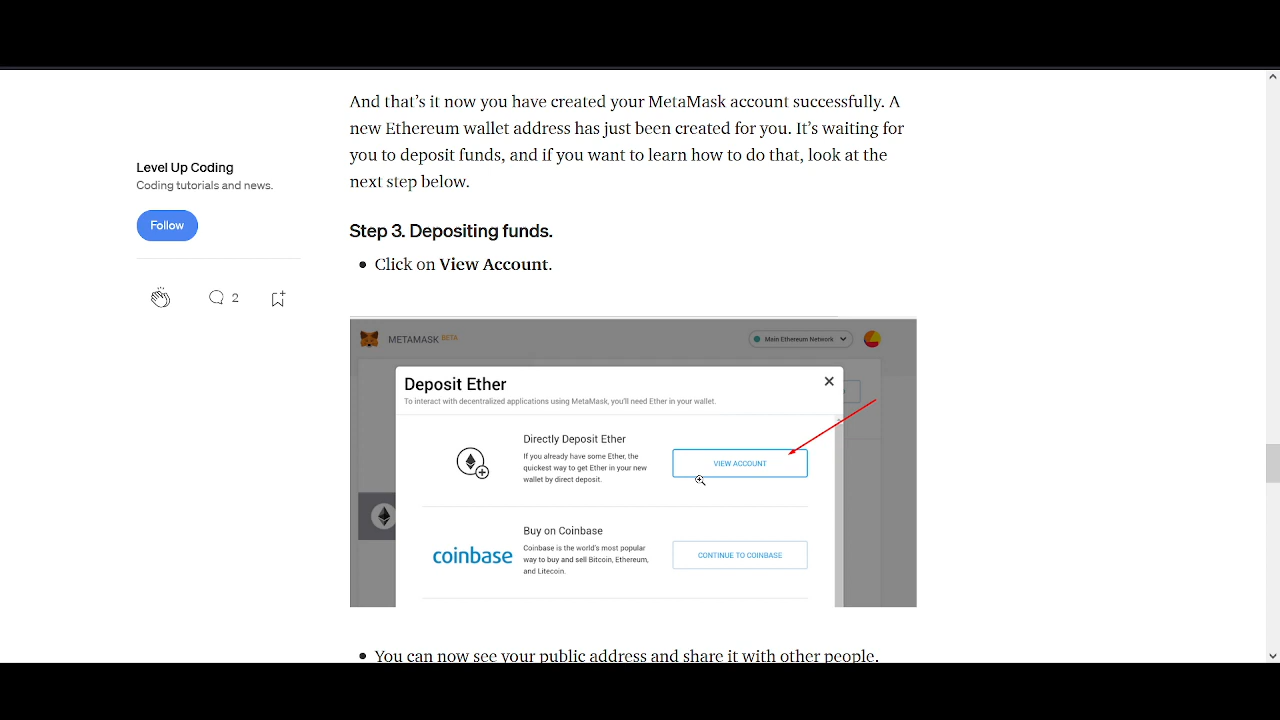 And that’s it now you have created your MetaMask account successfully. A
new Ethereum wallet address has just been created for you. It’s waiting for
you to deposit funds, and if you want to learn how to do that, look at the
next step below.
Level Up Coding
Coding tutorials and news.
Follow
2
Step 3. Depositing funds.
Click on View Account.
METAMASK BETA
Main Ethereum Network
Deposit Ether
To interact with decentralized applications using MetaMask, you’ll need Ether in your wallet.
Directly Deposit Ether
If you already have some Ether, the
quickest way to get Ether in your new
wallet by direct deposit.
VIEW ACCOUNT
Buy on Coinbase
coinbase
Coinbase is the world’s most popular
way to buy and sell Bitcoin, Ethereum,
and Litecoin.
CONTINUE TO COINBASE
You can now see your public address and share it with other people.